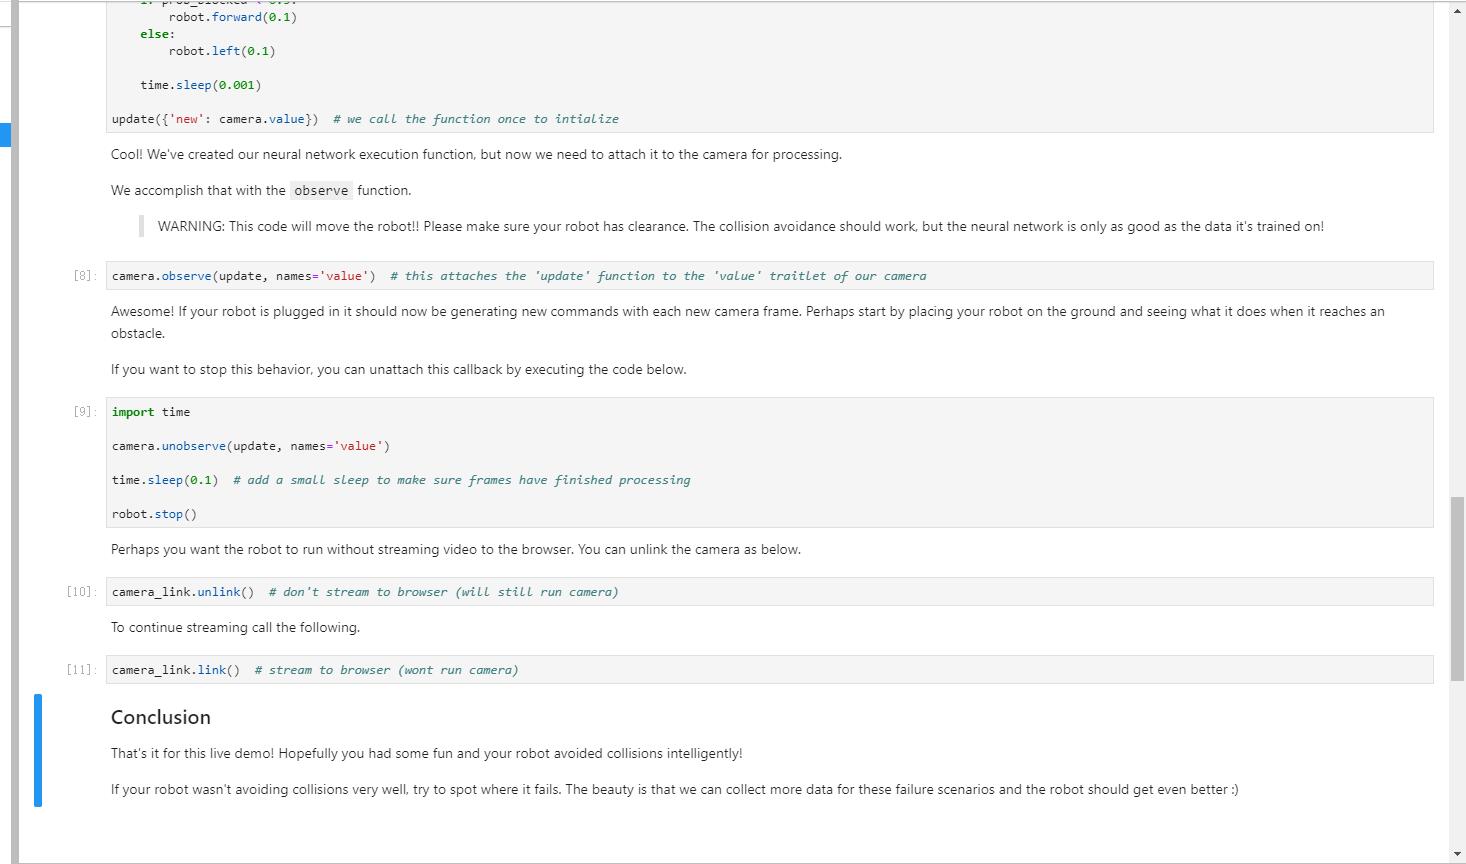 robot.forward(0.1)
else:
robot.left(0.1)
time.sleep(0.001)
update({'new': camera.value})  # we call the function once to intialize
Cool! We've created our neural network execution function, but now we need to attach it to the camera for processing.
We accomplish that with the observe function.
WARNING: This code will move the robot!! Please make sure your robot has clearance. The collision avoidance should work, but the neural network is only as good as the data it's trained on!
[8]: camera.observe(update, names='value')  # this attaches the 'update' function to the 'value' traitlet of our camera
Awesome! If your robot is plugged in it should now be generating new commands with each new camera frame. Perhaps start by placing your robot on the ground and seeing what it does when it reaches an
obstacle.
If you want to stop this behavior, you can unattach this callback by executing the code below.
[9]: import time
camera.unobserve(update, names='value')
time.sleep(0.1)  # add a small sleep to make sure frames have finished processing
robot.stop()
Perhaps you want the robot to run without streaming video to the browser. You can unlink the camera as below.
[10]: camera_link.unlink()  # don't stream to browser (will still run camera)
To continue streaming call the following.
[11]: camera_link.link()  # stream to browser (wont run camera)
Conclusion
That's it for this live demo! Hopefully you had some fun and your robot avoided collisions intelligently!
If your robot wasn't avoiding collisions very well, try to spot where it fails. The beauty is that we can collect more data for these failure scenarios and the robot should get even better :)